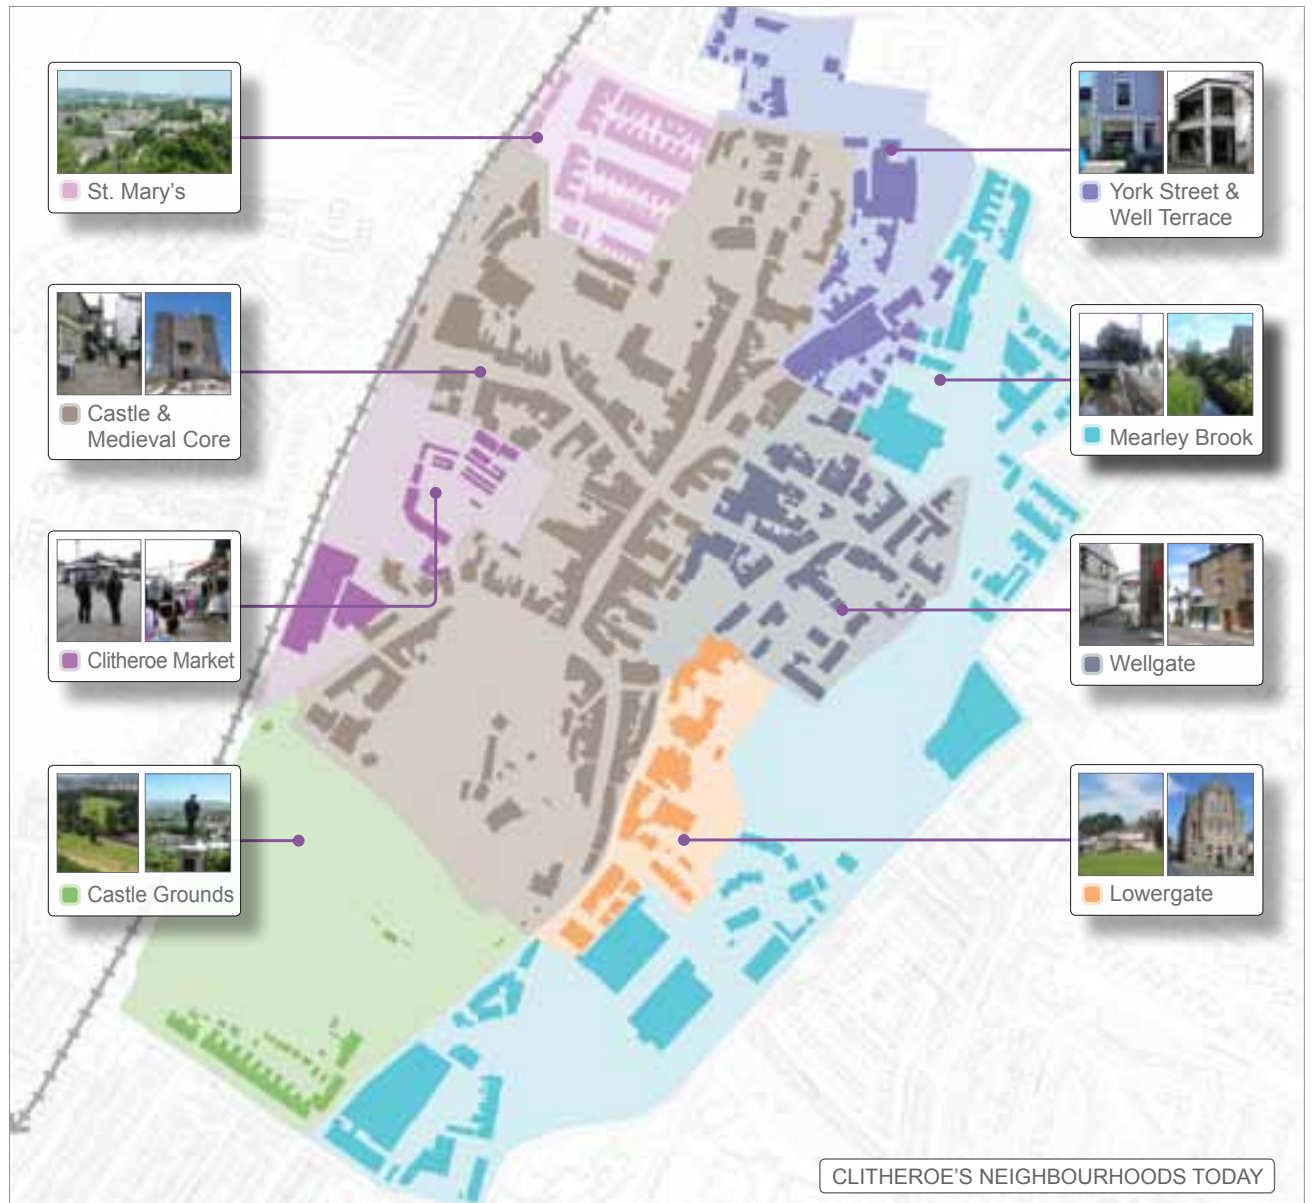 St. Mary's
Castle &
Medieval Core
Clitheroe Market
Castle Grounds
York Street &
Well Terrace
Mearley Brook
Wellgate
Lowergate
CLITHEROE'S NEIGHBOURHOODS TODAY